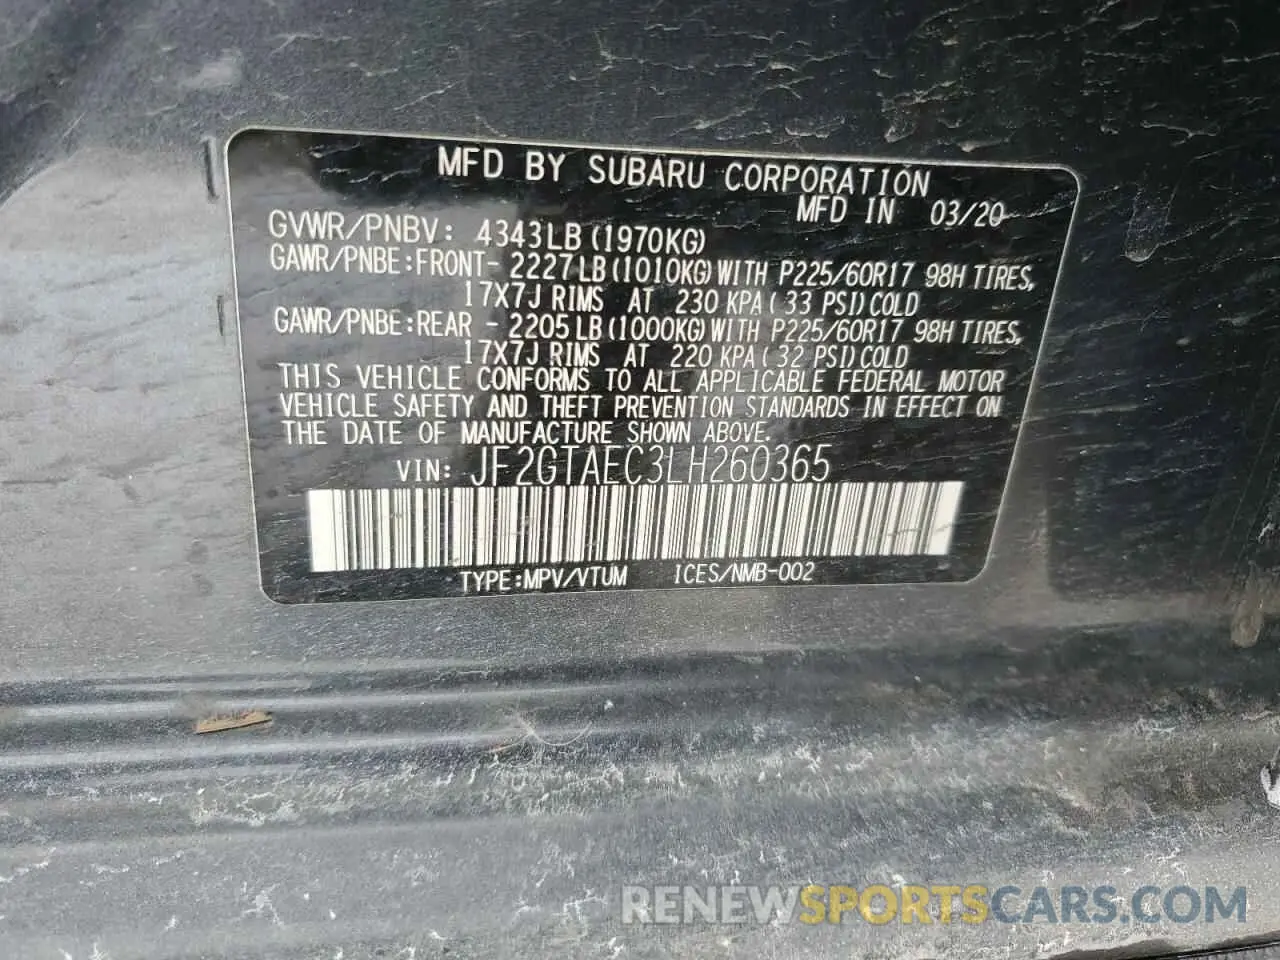 MFD BY SUBARU CORPORATION
MFD IN 03/20
GVWR/PNBV: 4343LB(1970KG)
GAWR/PNBE:FRONT- 2227LB(1010KG)WITH P225/60R17 98H TIRES,
17X7J RIMS AT 230 KPA(33 PSI)COLD
GAWR/PNBE:REAR - 2205LB(1000KG)WITH P225/60R17 98H TIRES,
17X7J RIMS AT 220 KPA(32 PSI)COLD
THIS VEHICLE CONFORMS TO ALL APPLICABLE FEDERAL MOTOR
VEHICLE SAFETY AND THEFT PREVENTION STANDARDS IN EFFECT ON
THE DATE OF MANUFACTURE SHOWN ABOVE.
VIN: JF2GTAEC3LH260365
TYPE:MPV/VTUM ICES/NMB-002
RENEWSPORTSCARS.COM